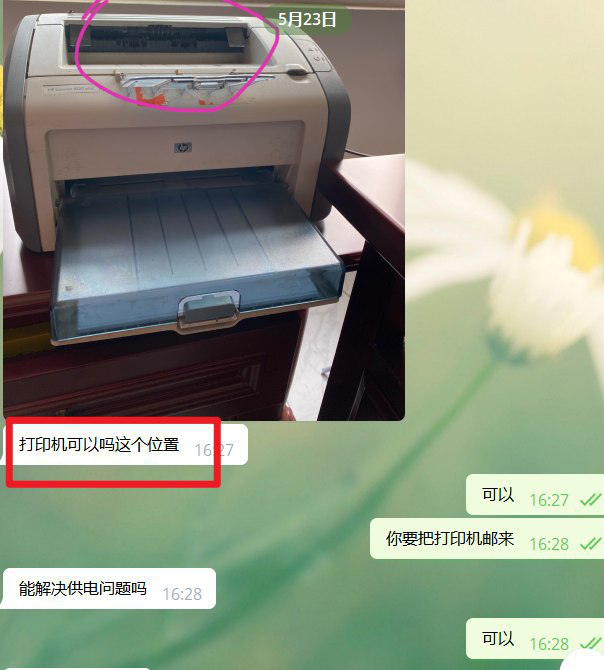 5月23日
hp
打印机可以吗这个位置
16:27
可以
16:27
你要把打印机邮来
16:28
能解决供电问题吗
16:28
可以
16:28